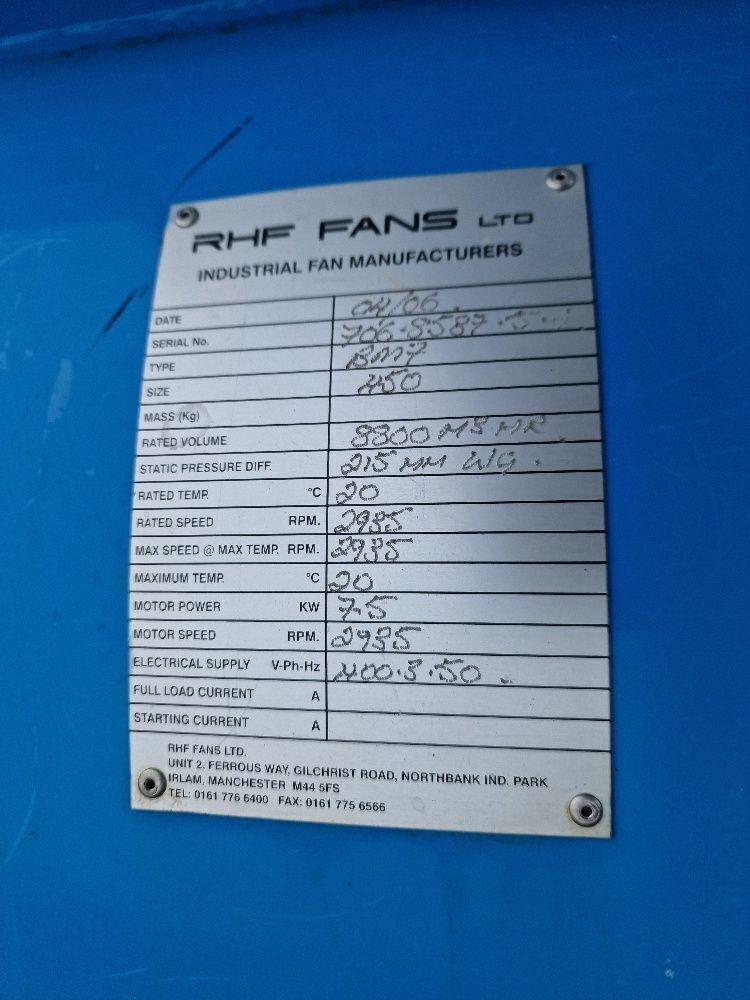 RHF FANS LTD
INDUSTRIAL FAN MANUFACTURERS
DATE 04/06.
SERIAL No. 706.8587
TYPE BM7
SIZE 450
MASS (Kg)
RATED VOLUME 8800 M3 HR.
STATIC PRESSURE DIFF. 215 MM WG.
RATED TEMP. °C 20
RATED SPEED RPM. 2935
MAX SPEED @ MAX TEMP. RPM. 2935
MAXIMUM TEMP. °C 20
MOTOR POWER KW 7.5
MOTOR SPEED RPM. 2935
ELECTRICAL SUPPLY V-Ph-Hz 400.3.50.
FULL LOAD CURRENT A
STARTING CURRENT A
RHF FANS LTD.
UNIT 2, FERROUS WAY, GILCHRIST ROAD, NORTHBANK IND. PARK
IRLAM, MANCHESTER M44 5FS
TEL: 0161 776 6400 FAX: 0161 775 6566